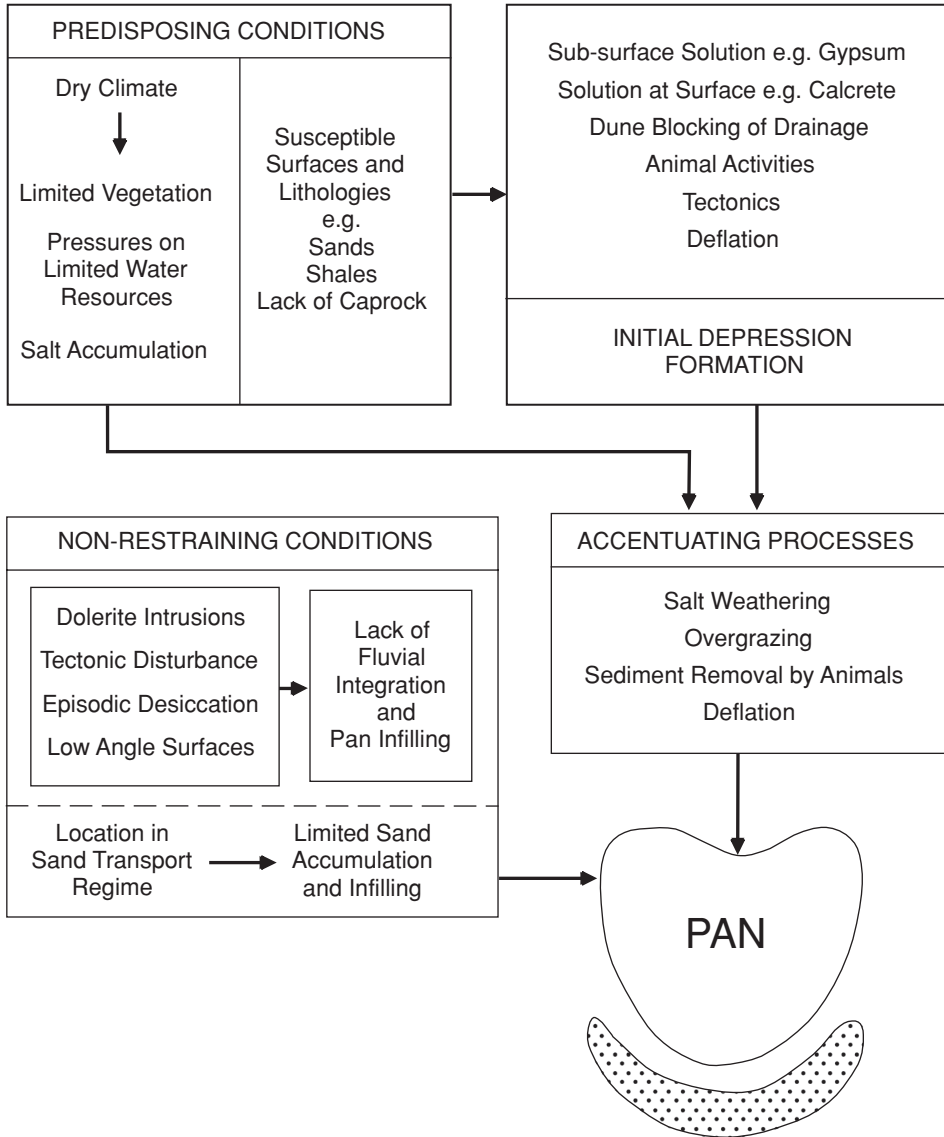 PREDISPOSING CONDITIONS
Dry Climate
Limited Vegetation
Pressures on
Limited Water
Resources
Salt Accumulation
Susceptible
Surfaces and
Lithologies
e.g.
Sands
Shales
Lack of Caprock
Sub-surface Solution e.g. Gypsum
Solution at Surface e.g. Calcrete
Dune Blocking of Drainage
Animal Activities
Tectonics
Deflation
INITIAL DEPRESSION
FORMATION
NON-RESTRAINING CONDITIONS
Dolerite Intrusions
Tectonic Disturbance
Episodic Desiccation
Low Angle Surfaces
Lack of
Fluvial
Integration
and
Pan Infilling
Location in
Sand Transport
Regime
Limited Sand
Accumulation
and Infilling
ACCENTUATING PROCESSES
Salt Weathering
Overgrazing
Sediment Removal by Animals
Deflation
PAN